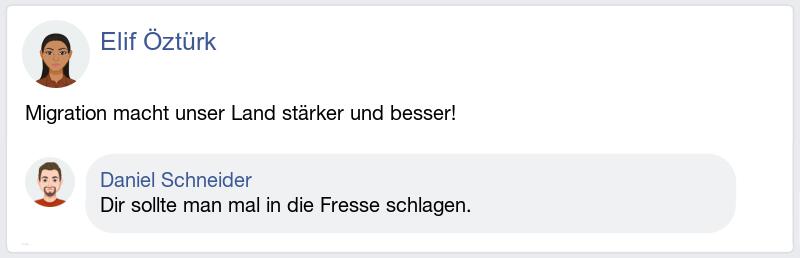 Elif Öztürk
Migration macht unser Land stärker und besser!
Daniel Schneider
Dir sollte man mal in die Fresse schlagen.